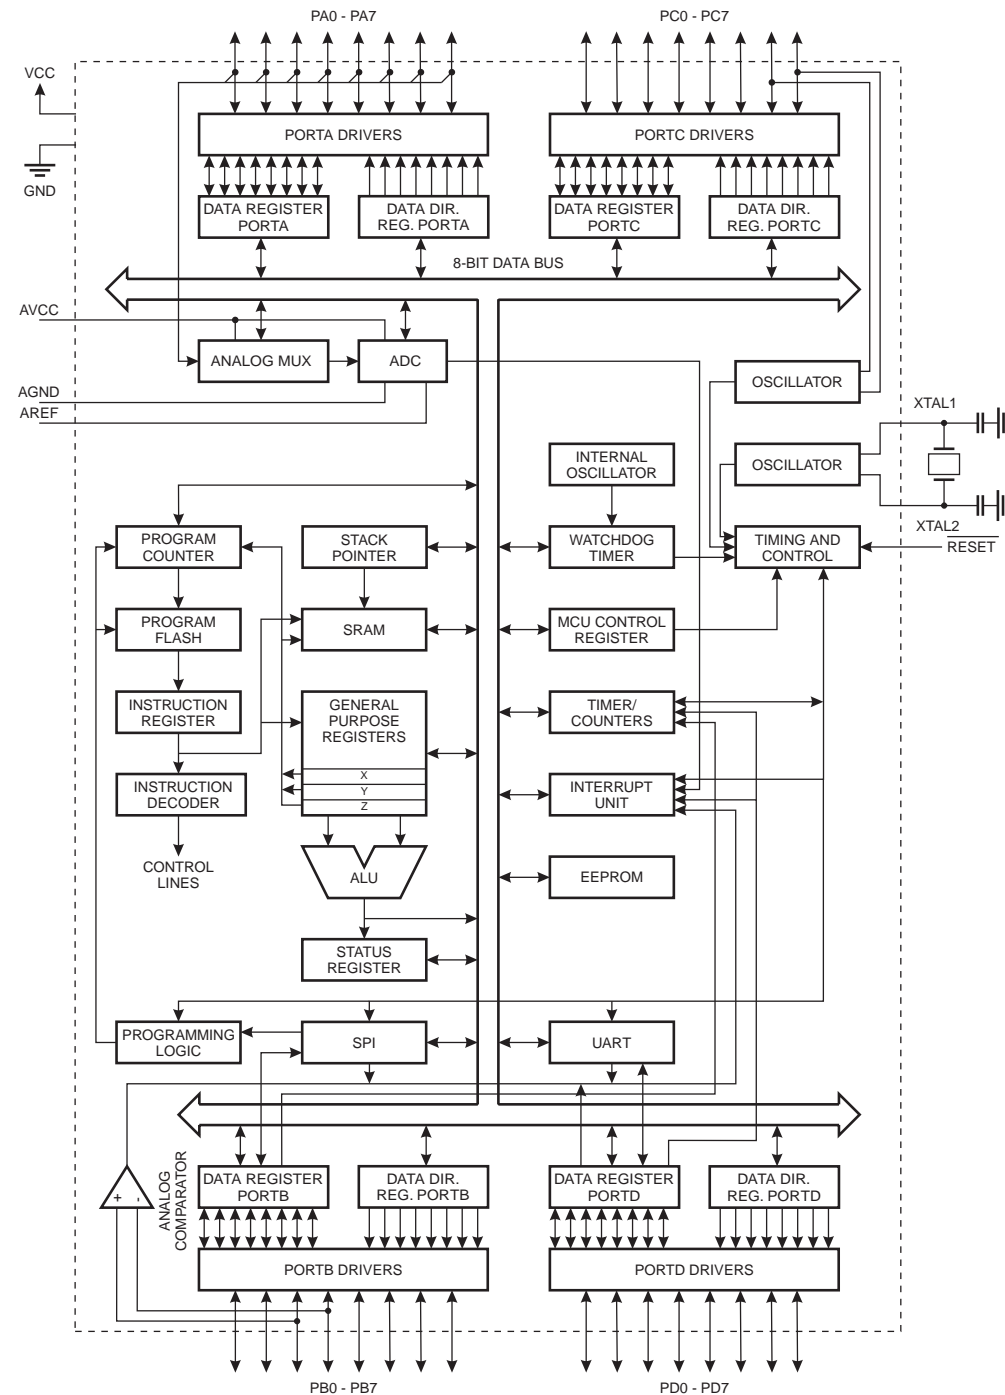 PA0 - PA7
PC0 - PC7
VCC
PORTA DRIVERS
PORTC DRIVERS
GND
DATA REGISTER
PORTA
DATA DIR.
REG. PORTA
DATA REGISTER
PORTC
DATA DIR.
REG. PORTC
8-BIT DATA BUS
AVCC
ANALOG MUX
ADC
AGND
AREF
OSCILLATOR
XTAL1
INTERNAL
OSCILLATOR
OSCILLATOR
XTAL2
PROGRAM
COUNTER
STACK
POINTER
WATCHDOG
TIMER
TIMING AND
CONTROL
RESET
PROGRAM
FLASH
SRAM
MCU CONTROL
REGISTER
INSTRUCTION
REGISTER
GENERAL
PURPOSE
REGISTERS
X
Y
Z
TIMER/
COUNTERS
INSTRUCTION
DECODER
INTERRUPT
UNIT
CONTROL
LINES
ALU
EEPROM
STATUS
REGISTER
PROGRAMMING
LOGIC
SPI
UART
+
-
ANALOG
COMPARATOR
DATA REGISTER
PORTB
DATA DIR.
REG. PORTB
DATA REGISTER
PORTD
DATA DIR.
REG. PORTD
PORTB DRIVERS
PORTD DRIVERS
PB0 - PB7
PD0 - PD7